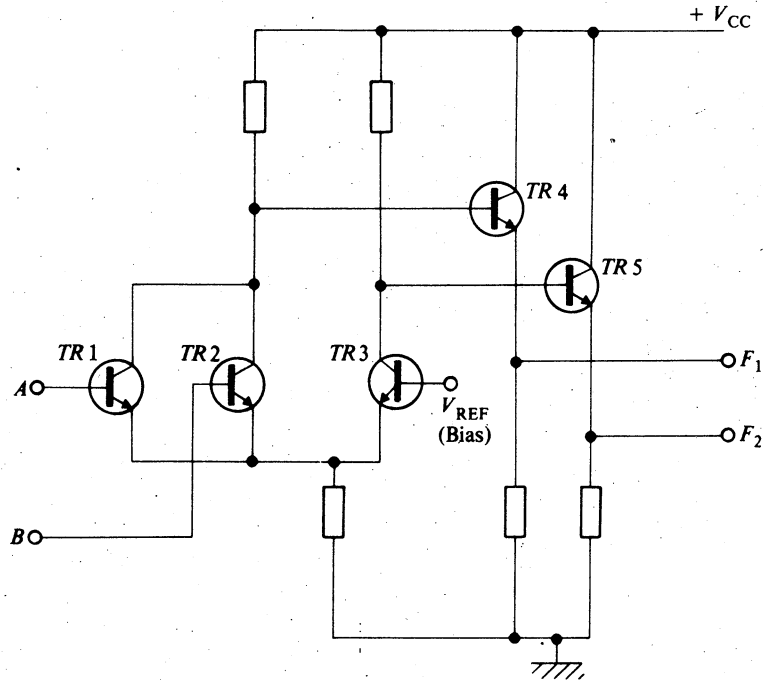 + V_CC
TR 4
TR 5
TR 1
TR 2
TR 3
A
V_REF
(Bias)
F_1
F_2
B